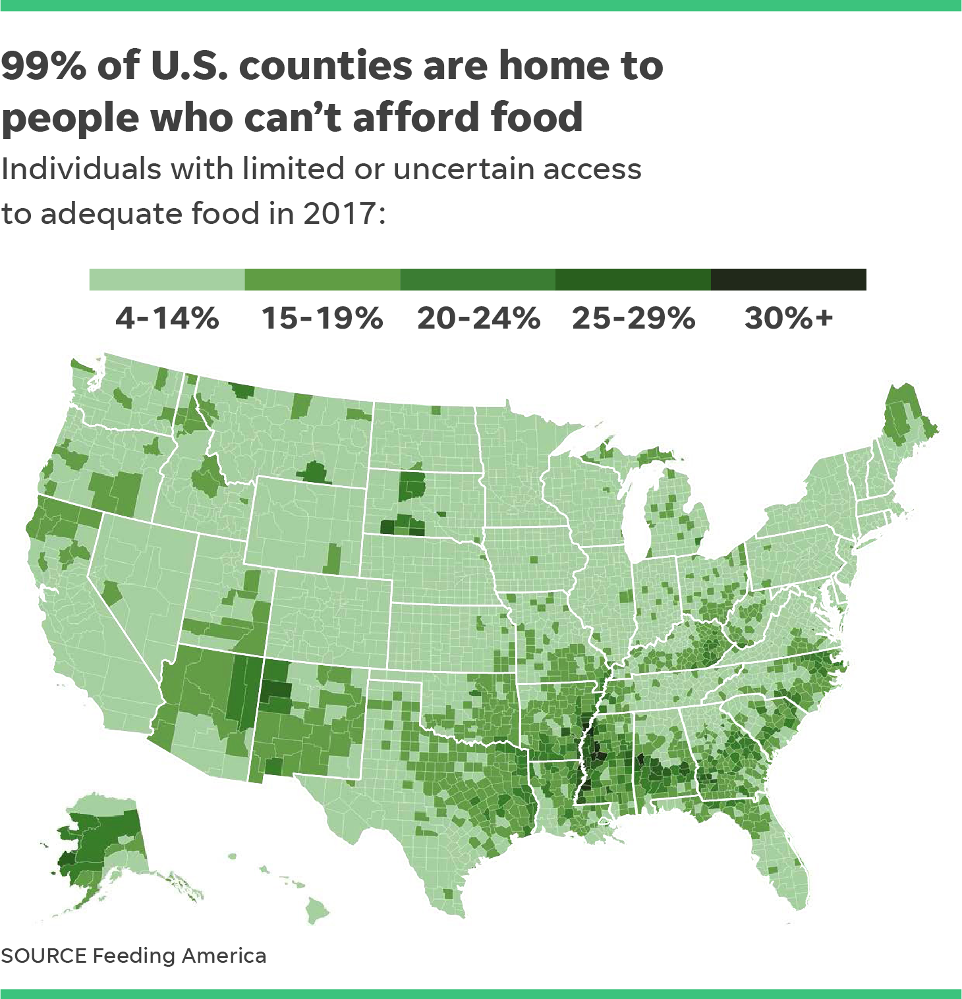 99% of U.S. counties are home to
people who can’t afford food
Individuals with limited or uncertain access
to adequate food in 2017:
4-14% 15-19% 20-24% 25-29% 30%+
SOURCE Feeding America